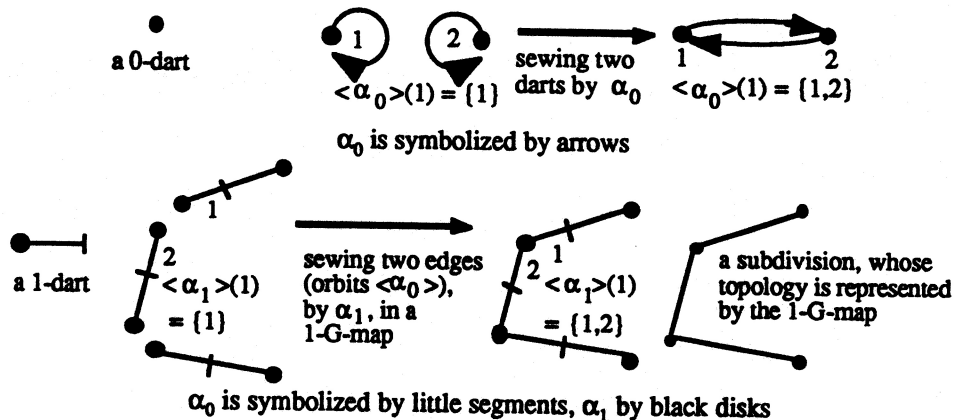 a 0-dart
1
2
<α₀>(1) = {1}
sewing two
darts by α₀
1
2
<α₀>(1) = {1,2}
α₀ is symbolized by arrows
a 1-dart
1
2
<α₁>(1)
= {1}
sewing two edges
(orbits <α₀>),
by α₁, in a
1-G-map
1
2
<α₁>(1)
= {1,2}
a subdivision, whose
topology is represented
by the 1-G-map
α₀ is symbolized by little segments, α₁ by black disks